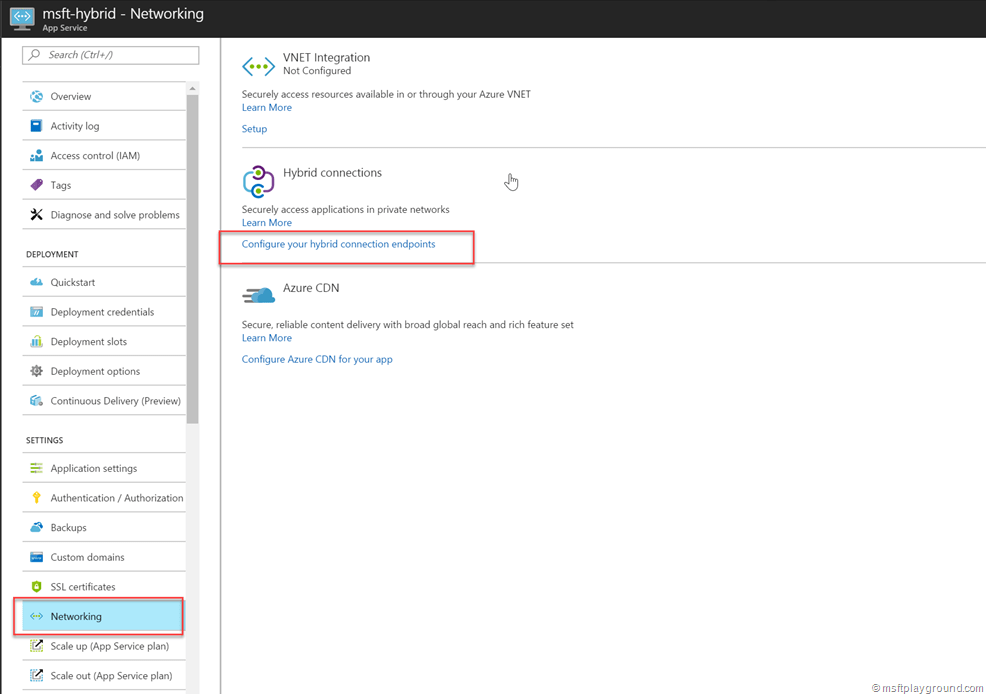 msft-hybrid - Networking
App Service
Search (Ctrl+/)
Overview
Activity log
Access control (IAM)
Tags
Diagnose and solve problems
DEPLOYMENT
Quickstart
Deployment credentials
Deployment slots
Deployment options
Continuous Delivery (Preview)
SETTINGS
Application settings
Authentication / Authorization
Backups
Custom domains
SSL certificates
Networking
Scale up (App Service plan)
Scale out (App Service plan)
VNET Integration
Not Configured
Securely access resources available in or through your Azure VNET
Learn More
Setup
Hybrid connections
Securely access applications in private networks
Learn More
Configure your hybrid connection endpoints
Azure CDN
Secure, reliable content delivery with broad global reach and rich feature set
Learn More
Configure Azure CDN for your app
© msftplayground.com